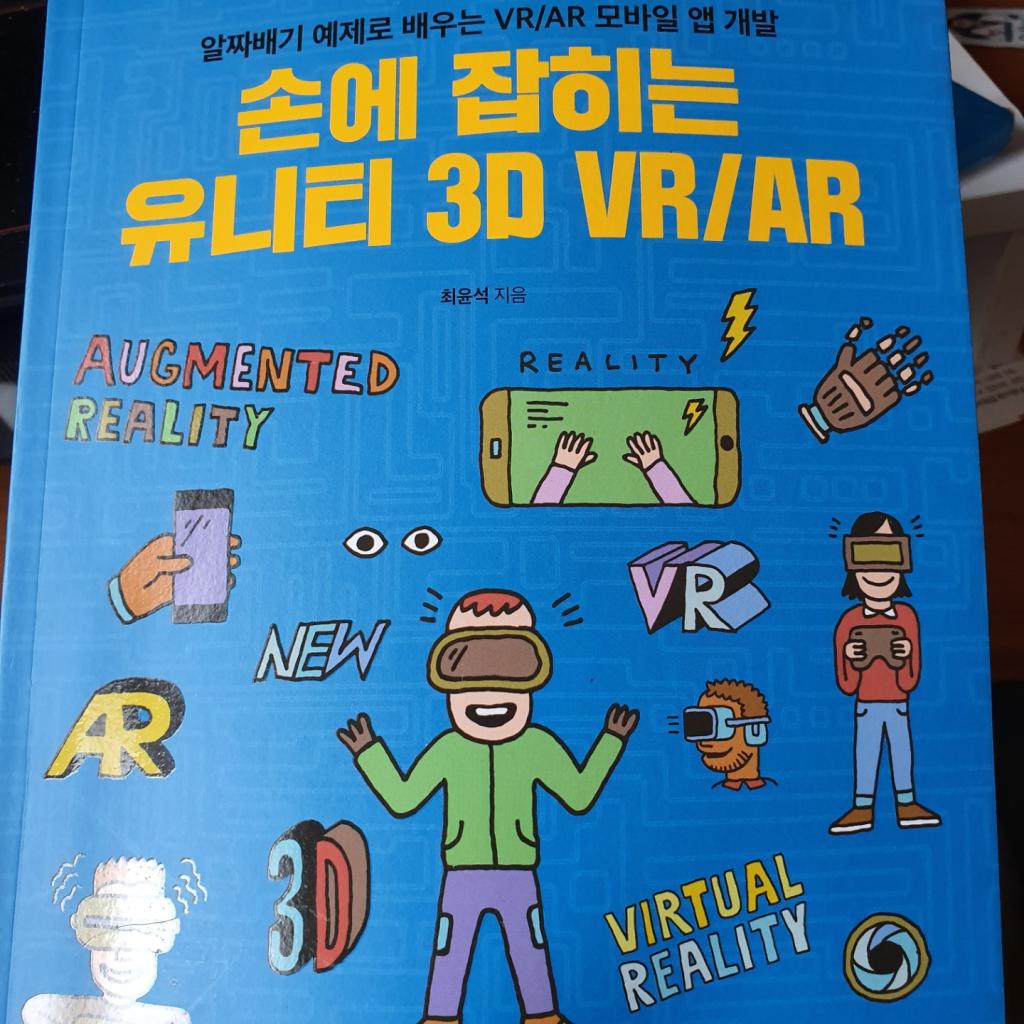 알짜배기 예제로 배우는 VR/AR 모바일 앱 개발
손에 잡히는
유니티 3D VR/AR
최윤석 지음
AUGMENTED
REALITY
REALITY
VR
NEW
AR
3D
VIRTUAL
REALITY